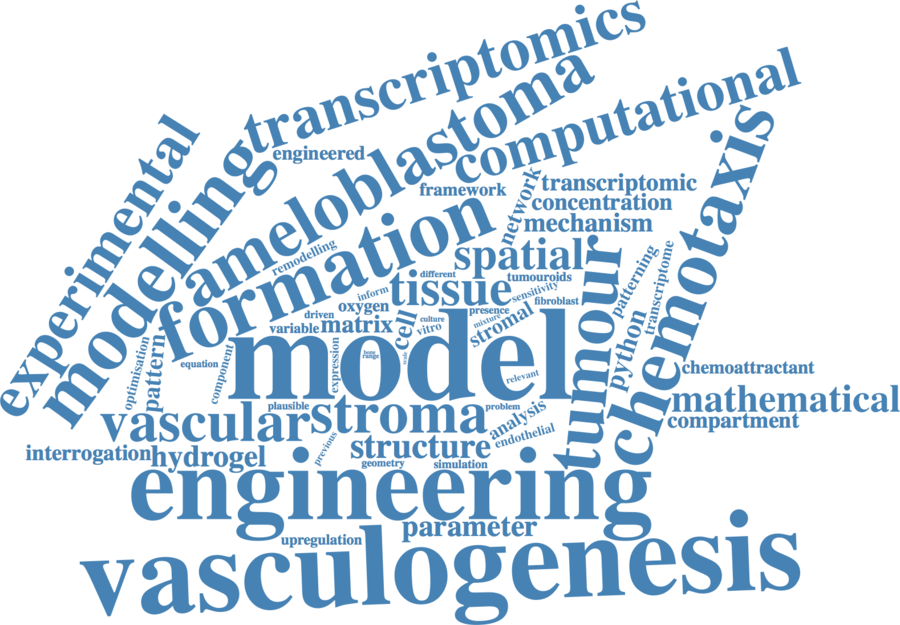 transcriptomics
ameloblastoma
computational
experimental
modelling
engineered
chemotaxis
framework
network
transcriptomic
concentration
mechanism
formation
remodelling
spatial
patterning
transcriptome
different
tumouroids
tissue
sensitivity
inform
oxygen
fibroblast
driven
presence
stromal
mixture
culture
vitro
cell
variable
matrix
tumour
python
model
optimisation
pattern
equation
component
expression
bone
range
scale
relevant
chemoattractant
mathematical
compartment
plausible
problem
vascular
stroma
analysis
endothelial
structure
previous
interrogation
hydrogel
geometry
simulation
engineering
parameter
upregulation
vasculogenesis